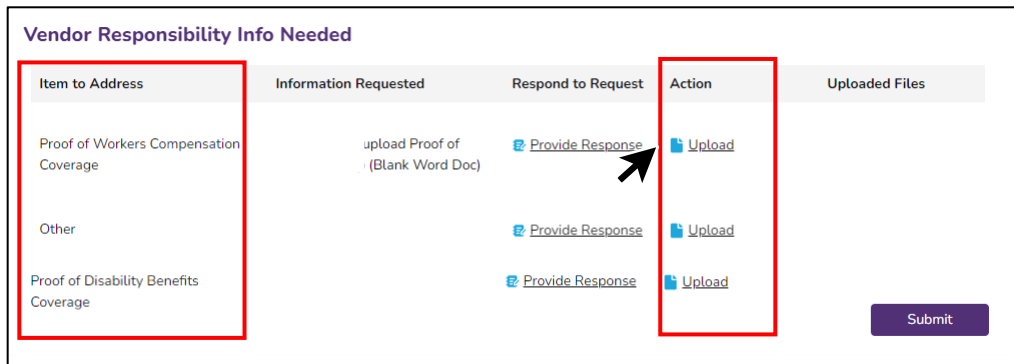 Vendor Responsibility Info Needed
Item to Address Information Requested Respond to Request Action Uploaded Files
Proof of Workers Compensation upload Proof of Provide Response Upload
Coverage (Blank Word Doc)
Other Provide Response Upload
Proof of Disability Benefits Provide Response Upload
Coverage
Submit